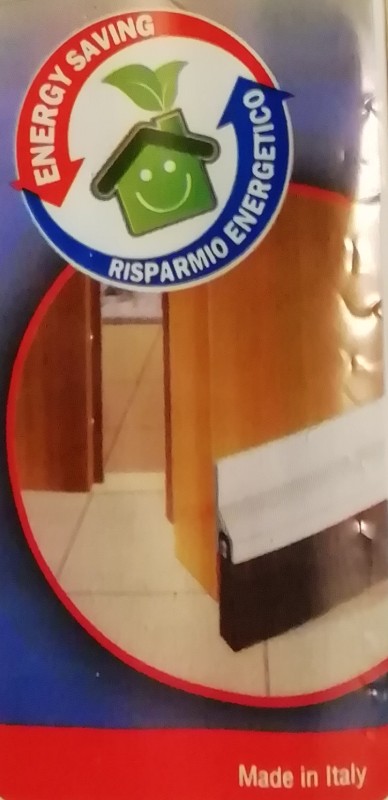 ENERGY SAVING
RISPARMIO ENERGETICO
Made in Italy